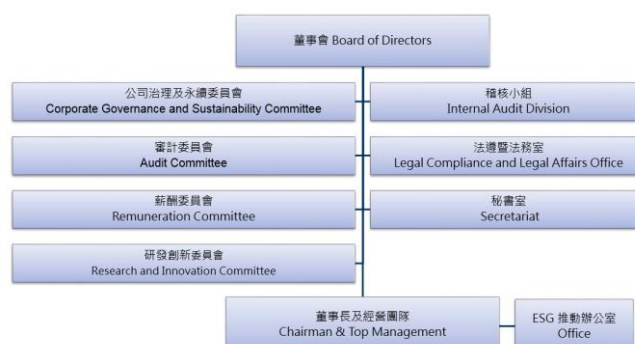 董事會 Board of Directors
公司治理及永續委員會
Corporate Governance and Sustainability Committee
稽核小組
Internal Audit Division
審計委員會
Audit Committee
法遵暨法務室
Legal Compliance and Legal Affairs Office
薪酬委員會
Remuneration Committee
秘書室
Secretariat
研發創新委員會
Research and Innovation Committee
董事長及經營團隊
Chairman & Top Management
ESG 推動辦公室
Office